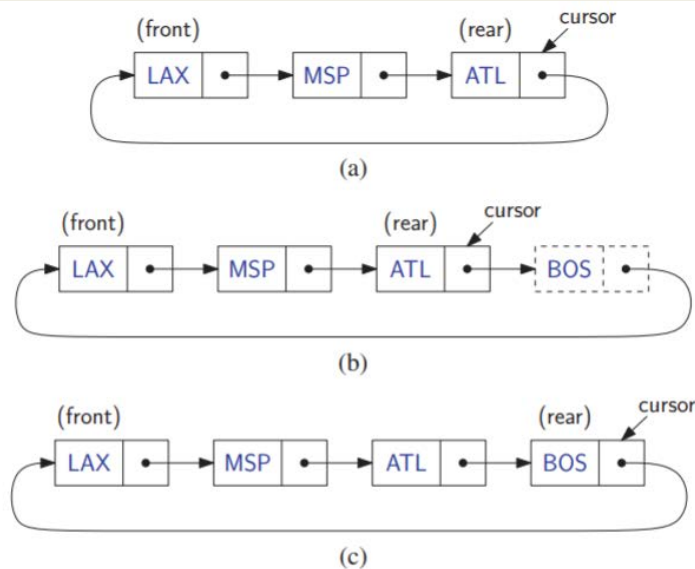 cursor
(front) (rear)
LAX MSP ATL
(a)
cursor
(front) (rear)
LAX MSP ATL BOS
(b)
cursor
(front) (rear)
LAX MSP ATL BOS
(c)